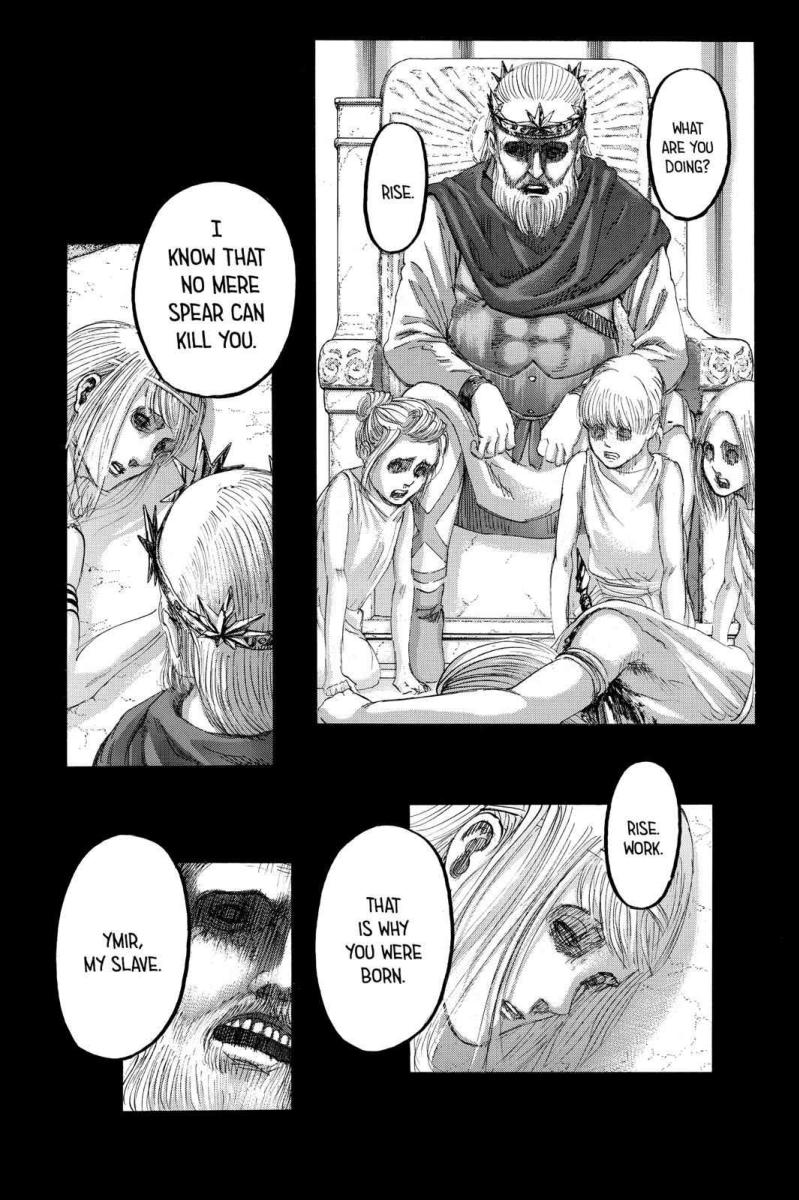 WHAT
ARE YOU
DOING?
RISE.
I
KNOW THAT
NO MERE
SPEAR CAN
KILL YOU.
RISE.
WORK.
THAT
IS WHY
YOU WERE
BORN.
YMIR,
MY SLAVE.